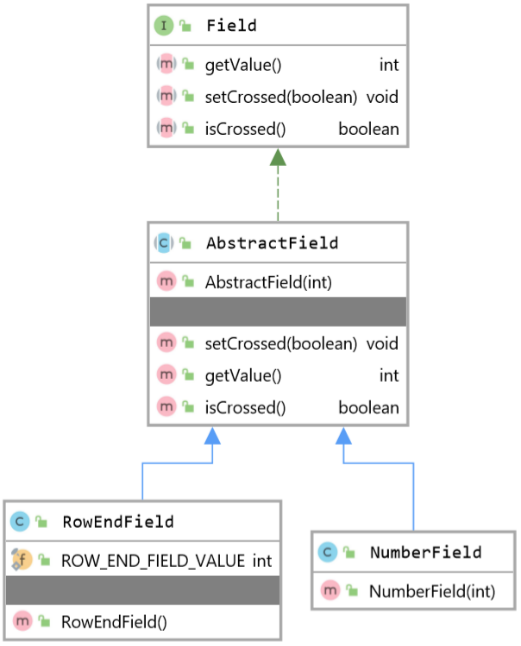 I Field
m getValue() int
m setCrossed(boolean) void
m isCrossed() boolean
C AbstractField
m AbstractField(int)
m setCrossed(boolean) void
m getValue() int
m isCrossed() boolean
C RowEndField
f ROW_END_FIELD_VALUE int
m RowEndField()
C NumberField
m NumberField(int)